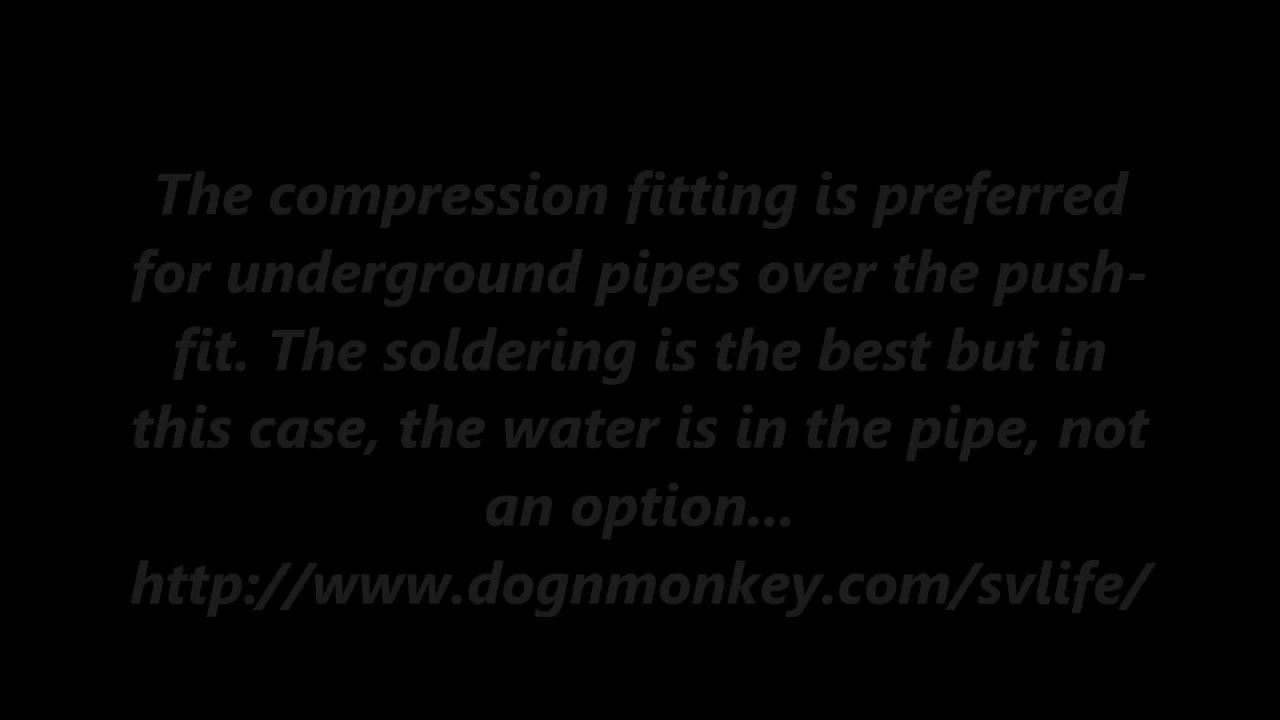 The compression fitting is preferred
for underground pipes over the push-
fit. The soldering is the best but in
this case, the water is in the pipe, not
an option...
http://www.dognmonkey.com/svlife/